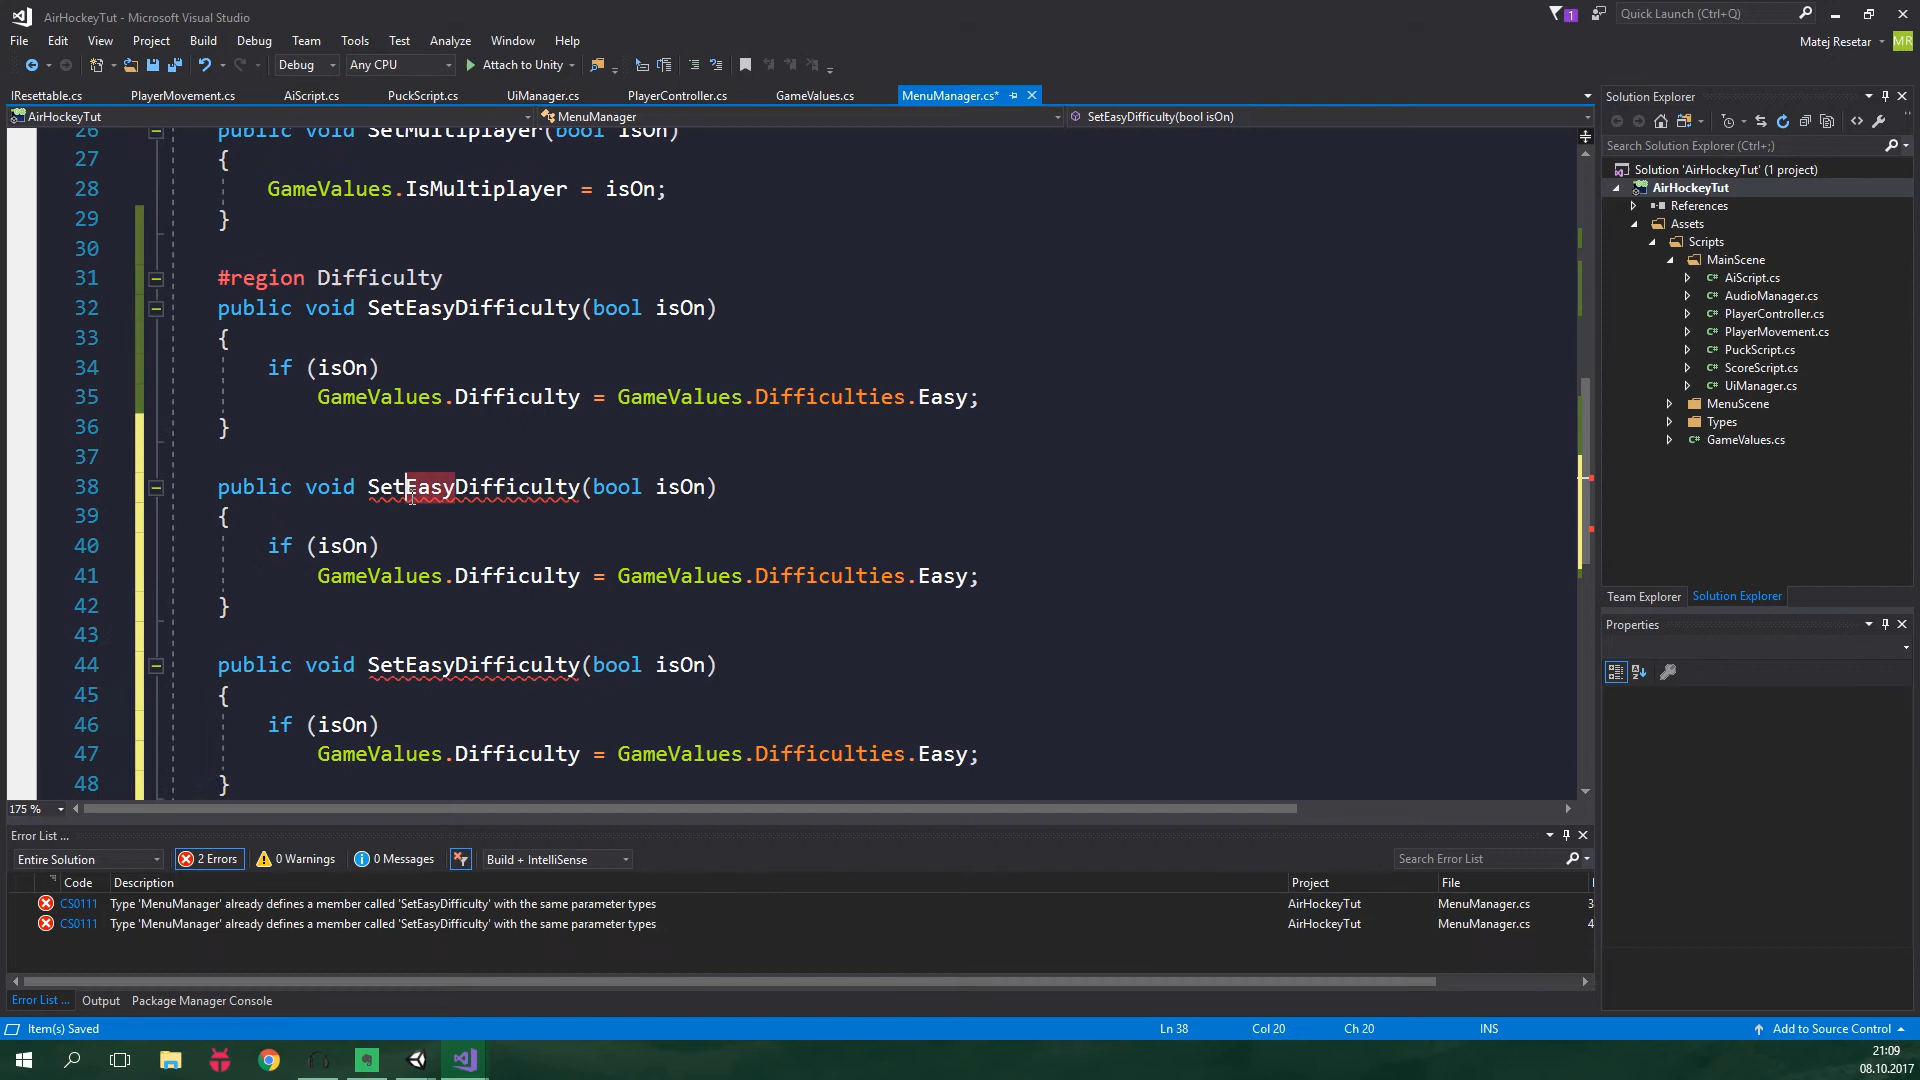 AirHockeyTut - Microsoft Visual Studio
1
Quick Launch (Ctrl+Q)
File Edit View Project Build Debug Team Tools Test Analyze Window Help
Matej Resetar
MR
Debug Any CPU Attach to Unity
IResettable.cs PlayerMovement.cs AiScript.cs PuckScript.cs UiManager.cs PlayerController.cs GameValues.cs MenuManager.cs*
AirHockeyTut MenuManager SetEasyDifficulty(bool isOn)
26 public void SetMultiplayer(bool isOn)
27 {
28 GameValues.IsMultiplayer = isOn;
29 }
30
31 #region Difficulty
32 public void SetEasyDifficulty(bool isOn)
33 {
34 if (isOn)
35 GameValues.Difficulty = GameValues.Difficulties.Easy;
36 }
37
38 public void SetEasyDifficulty(bool isOn)
39 {
40 if (isOn)
41 GameValues.Difficulty = GameValues.Difficulties.Easy;
42 }
43
44 public void SetEasyDifficulty(bool isOn)
45 {
46 if (isOn)
47 GameValues.Difficulty = GameValues.Difficulties.Easy;
48 }
175 %
Error List ...
Entire Solution 2 Errors 0 Warnings 0 Messages Build + IntelliSense Search Error List
Code Description Project File
CS0111 Type 'MenuManager' already defines a member called 'SetEasyDifficulty' with the same parameter types AirHockeyTut MenuManager.cs 3
CS0111 Type 'MenuManager' already defines a member called 'SetEasyDifficulty' with the same parameter types AirHockeyTut MenuManager.cs 4
Error List ... Output Package Manager Console
Solution Explorer
Search Solution Explorer (Ctrl+;)
Solution 'AirHockeyTut' (1 project)
C# AirHockeyTut
References
Assets
Scripts
MainScene
C# AiScript.cs
C# AudioManager.cs
C# PlayerController.cs
C# PlayerMovement.cs
C# PuckScript.cs
C# ScoreScript.cs
C# UiManager.cs
MenuScene
Types
C# GameValues.cs
Team Explorer Solution Explorer
Properties
Item(s) Saved Ln 38 Col 20 Ch 20 INS Add to Source Control
21:09
08.10.2017